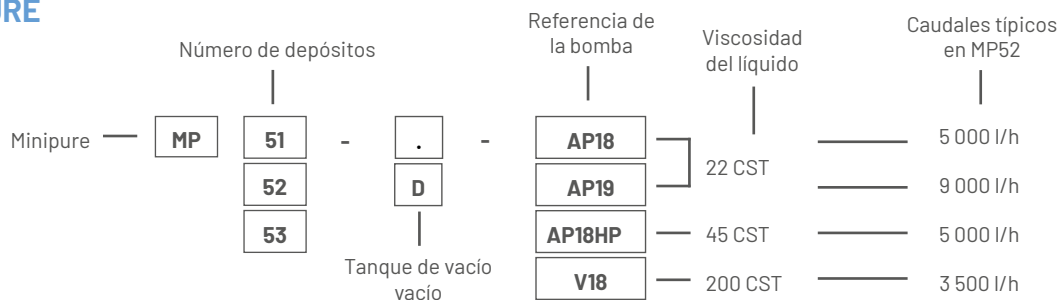 URE
Referencia de
la bomba
Caudales típicos
en MP52
Número de depósitos
Viscosidad
del líquido
Minipure
MP
51
-
.
-
AP18
5 000 l/h
22 CST
52
D
AP19
9 000 l/h
53
AP18HP
45 CST
5 000 l/h
Tanque de vacío
vacío
V18
200 CST
3 500 l/h